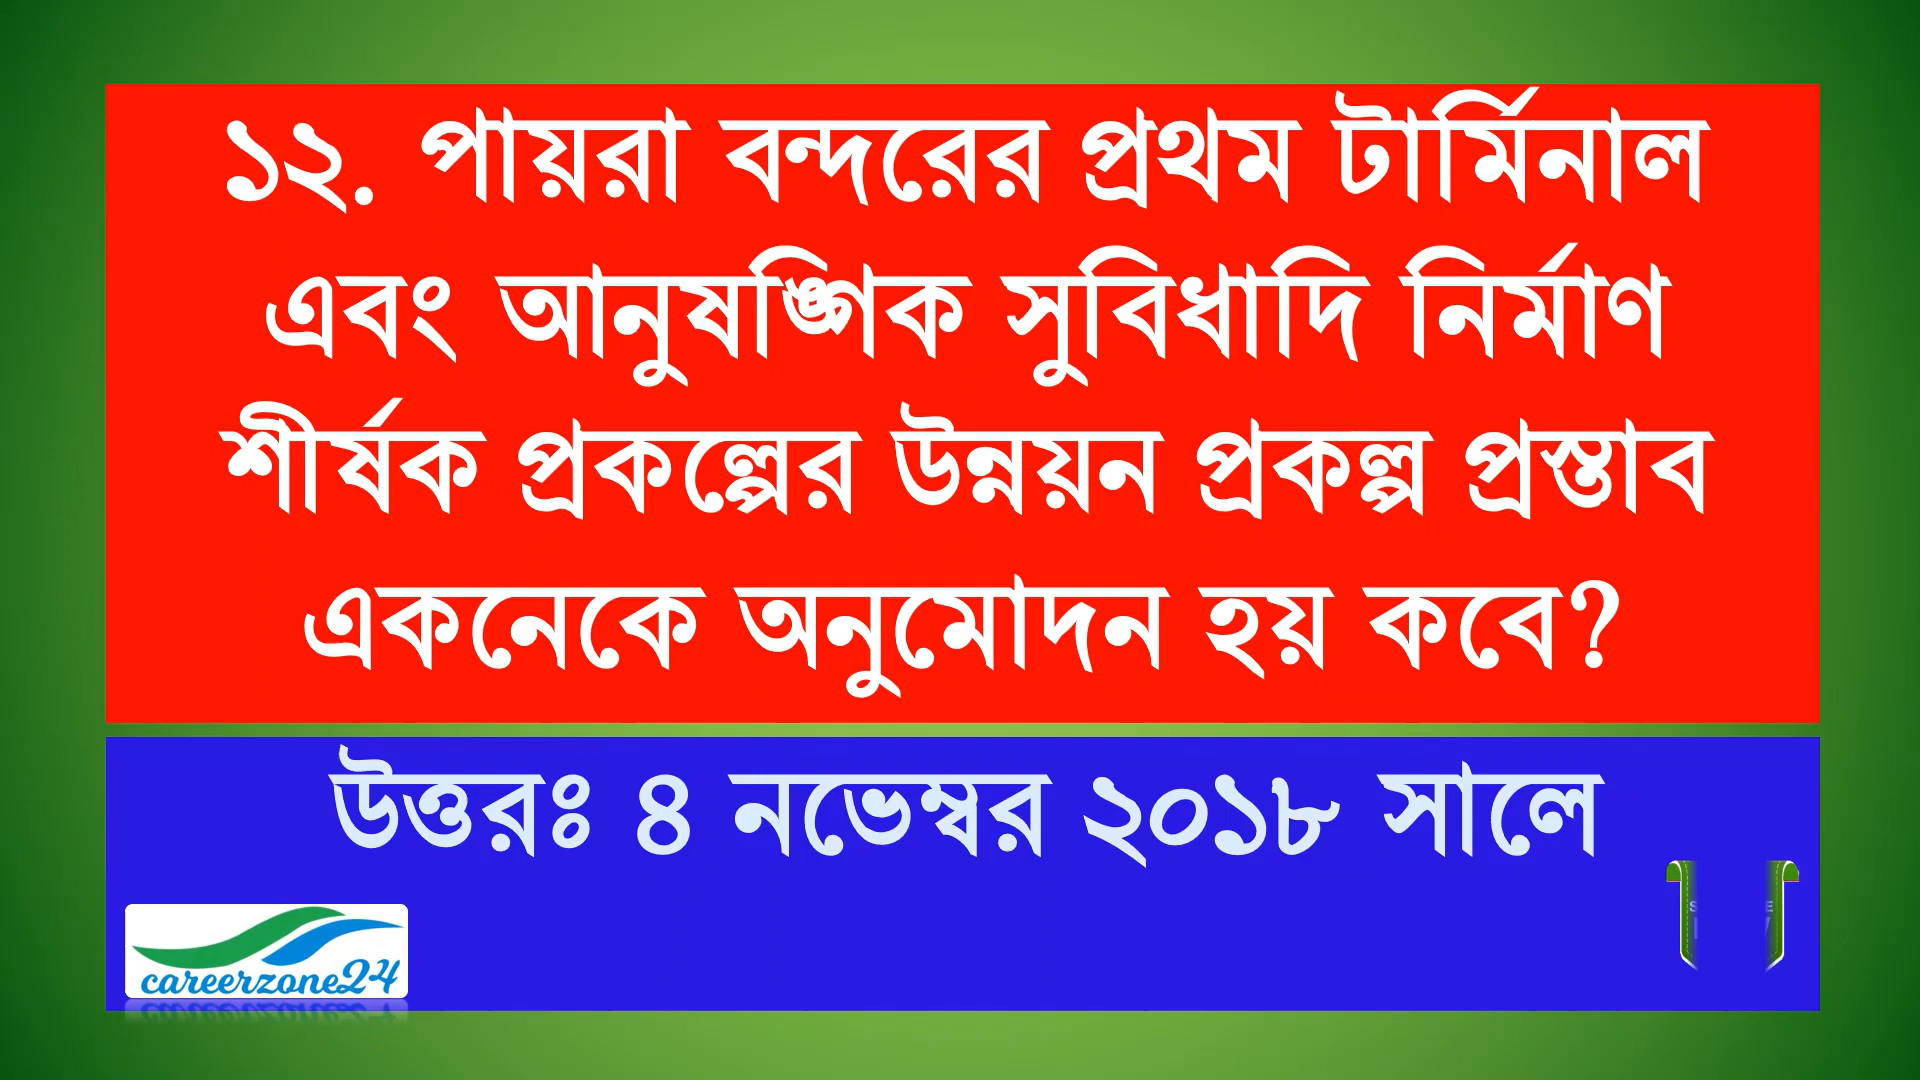 ১২. পায়রা বন্দরের প্রথম টার্মিনাল
এবং আনুষঙ্গিক সুবিধাদি নির্মাণ
শীর্ষক প্রকল্পের উন্নয়ন প্রকল্প প্রস্তাব
একনেকে অনুমোদন হয় কবে?
উত্তরঃ ৪ নভেম্বর ২০১৮ সালে
careerzone24